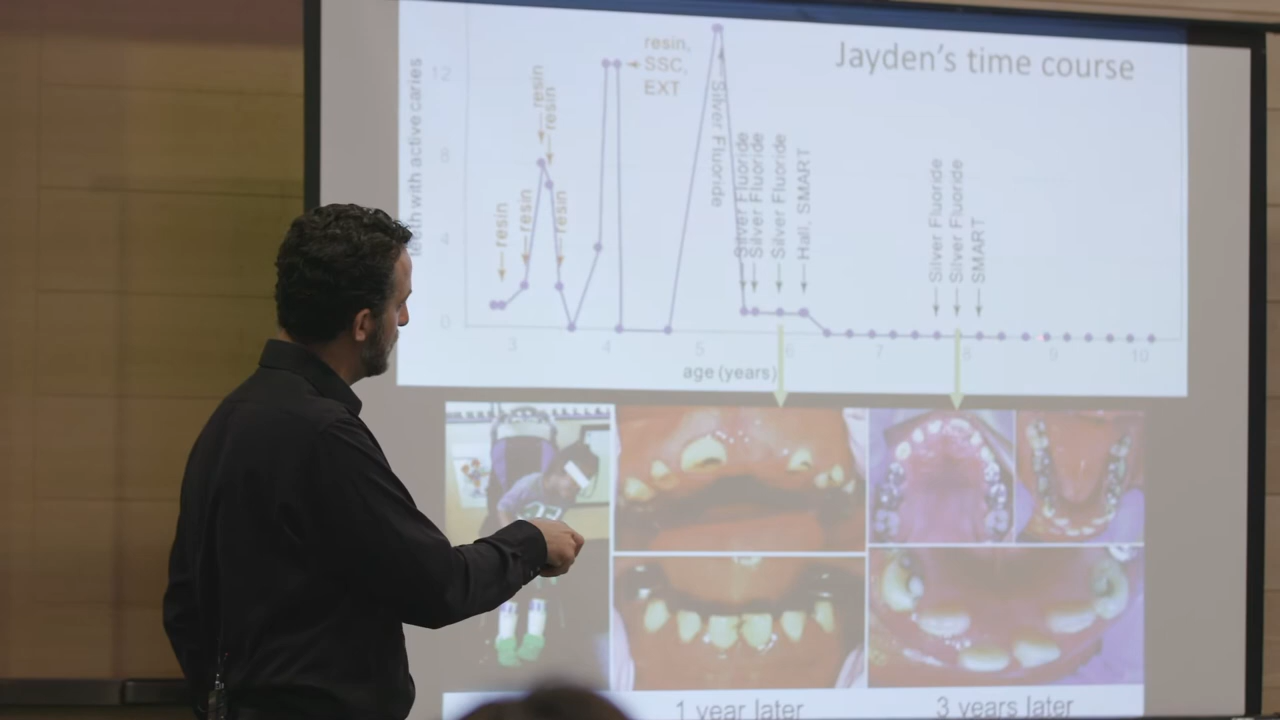 Jayden's time course
teeth with active caries
12
8
4
0
resin
resin
resin
resin
resin
resin,
SSC,
EXT
Silver Fluoride
Silver Fluoride
Silver Fluoride
Silver Fluoride
Hall, SMART
Silver Fluoride
Silver Fluoride
SMART
3
4
5
6
7
8
9
10
age (years)
1 year later
3 years later